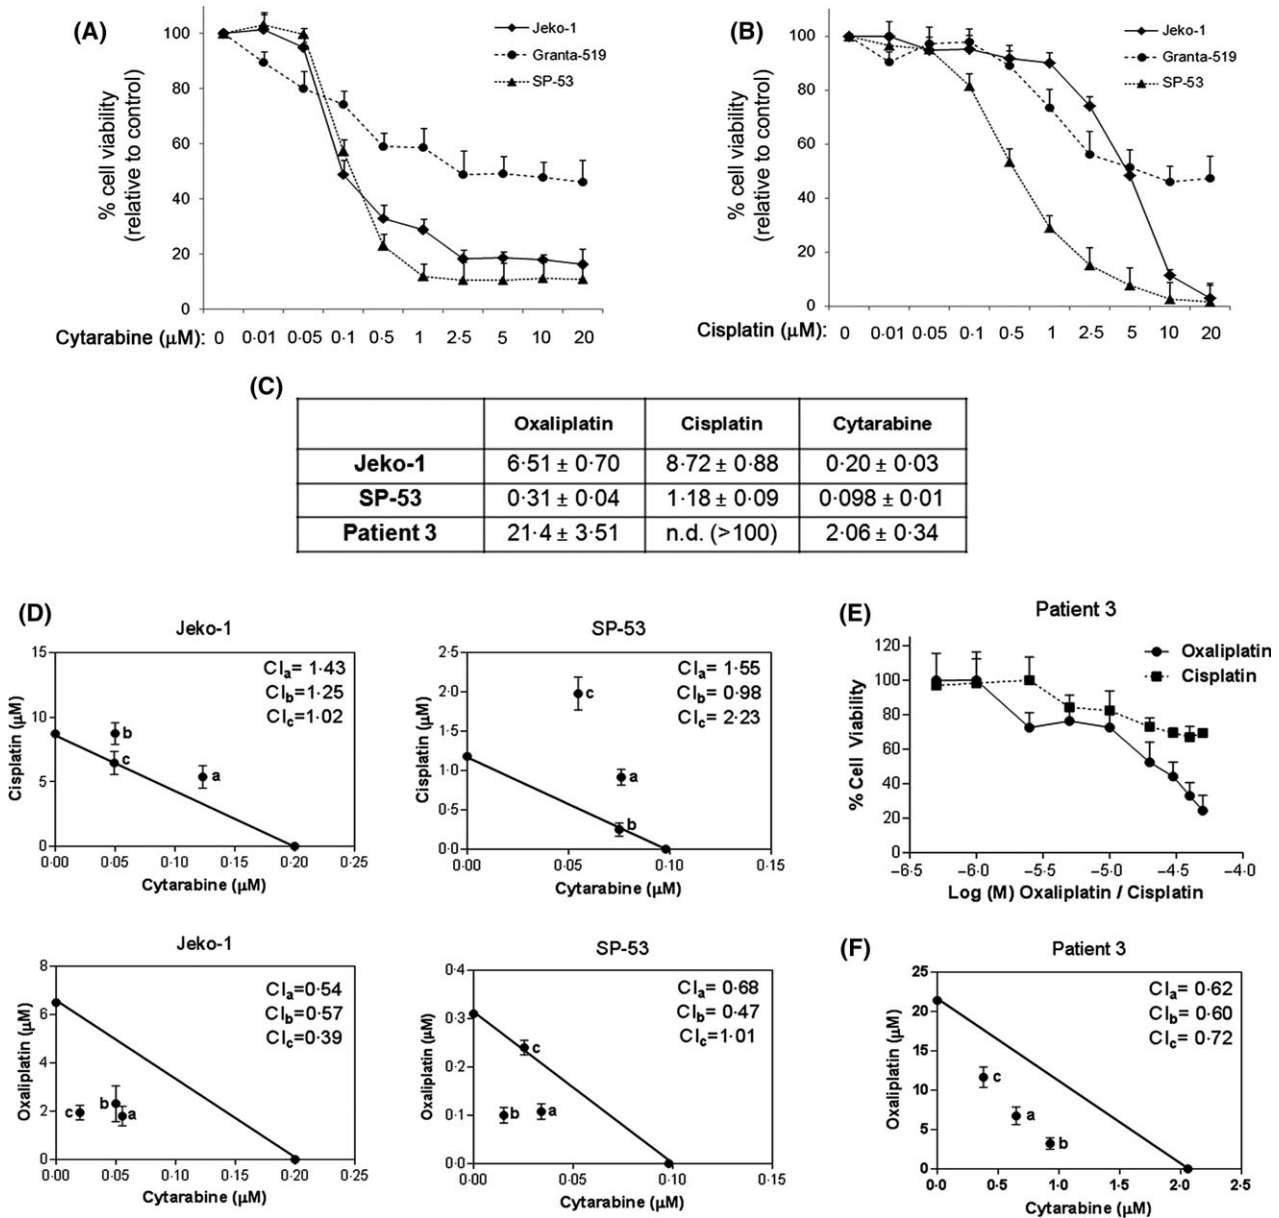 (A)
Jeko-1
Granta-519
SP-53
% cell viability
(relative to control)
100
80
60
40
20
0
Cytarabine (µM): 0 0·01 0·05 0·1 0·5 1 2·5 5 10 20
(B)
Jeko-1
Granta-519
SP-53
% cell viability
(relative to control)
100
80
60
40
20
0
Cisplatin (µM): 0 0·01 0·05 0·1 0·5 1 2·5 5 10 20
(C)
Oxaliplatin Cisplatin Cytarabine
Jeko-1 6·51 ± 0·70 8·72 ± 0·88 0·20 ± 0·03
SP-53 0·31 ± 0·04 1·18 ± 0·09 0·098 ± 0·01
Patient 3 21·4 ± 3·51 n.d. (>100) 2·06 ± 0·34
(D)
Jeko-1
CIa= 1·43
CIb= 1·25
CIc= 1·02
Cisplatin (µM)
15
10
5
0
b
c
a
0·00 0·05 0·10 0·15 0·20 0·25
Cytarabine (µM)
SP-53
CIa= 1·55
CIb= 0·98
CIc= 2·23
Cisplatin (µM)
2·5
2·0
1·5
1·0
0·5
0·0
c
a
b
0·00 0·05 0·10 0·15
Cytarabine (µM)
(E)
Patient 3
Oxaliplatin
Cisplatin
% Cell Viability
120
100
80
60
40
20
0
−6·5 −6·0 −5·5 −5·0 −4·5 −4·0
Log (M) Oxaliplatin / Cisplatin
Jeko-1
CIa= 0·54
CIb= 0·57
CIc= 0·39
Oxaliplatin (µM)
8
6
4
2
0
c
b
a
0·00 0·05 0·10 0·15 0·20 0·25
Cytarabine (µM)
SP-53
CIa= 0·68
CIb= 0·47
CIc= 1·01
Oxaliplatin (µM)
0·4
0·3
0·2
0·1
0·0
c
b
a
0·00 0·05 0·10 0·15
Cytarabine (µM)
(F)
Patient 3
CIa= 0·62
CIb= 0·60
CIc= 0·72
Oxaliplatin (µM)
25
20
15
10
5
0
c
a
b
0·0 0·5 1·0 1·5 2·0 2·5
Cytarabine (µM)